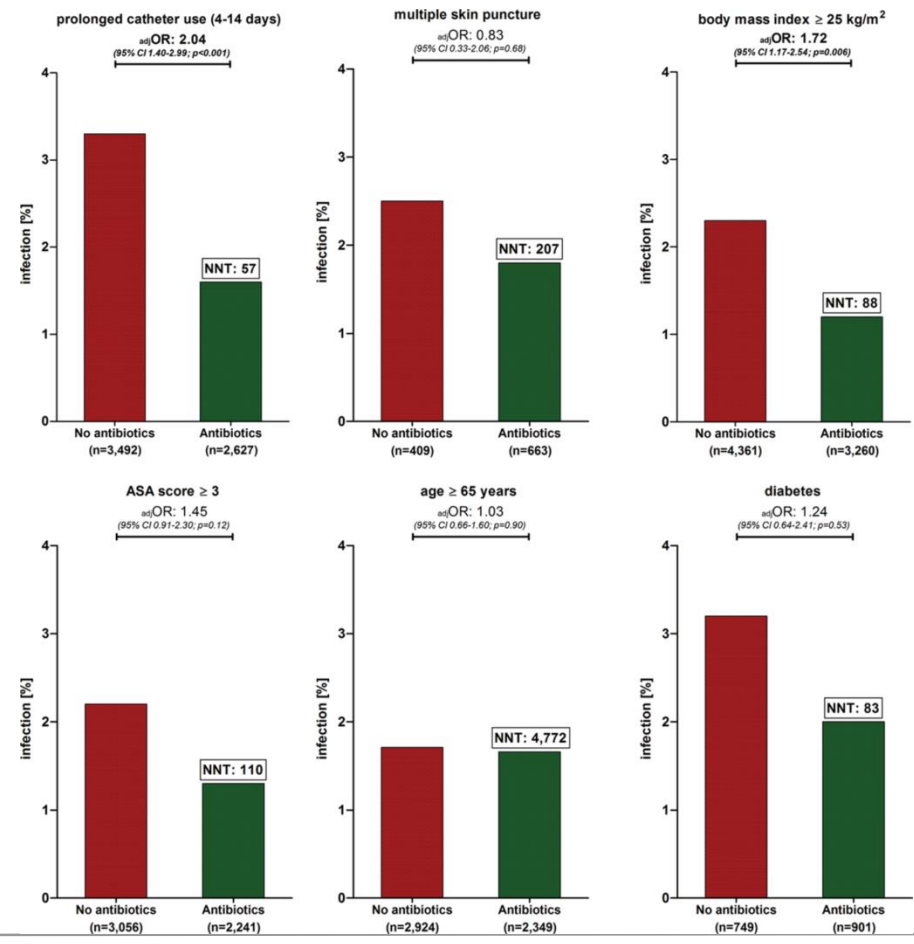 prolonged catheter use (4-14 days)
adjOR: 2.04
(95% CI 1.40-2.99; p<0.001)
4
3
2
1
0
infection [%]
NNT: 57
No antibiotics
(n=3,492)
Antibiotics
(n=2,627)
multiple skin puncture
adjOR: 0.83
(95% CI 0.33-2.06; p=0.68)
4
3
2
1
0
infection [%]
NNT: 207
No antibiotics
(n=409)
Antibiotics
(n=663)
body mass index ≥ 25 kg/m²
adjOR: 1.72
(95% CI 1.17-2.54; p=0.006)
4
3
2
1
0
infection [%]
NNT: 88
No antibiotics
(n=4,361)
Antibiotics
(n=3,260)
ASA score ≥ 3
adjOR: 1.45
(95% CI 0.91-2.30; p=0.12)
4
3
2
1
0
infection [%]
NNT: 110
No antibiotics
(n=3,056)
Antibiotics
(n=2,241)
age ≥ 65 years
adjOR: 1.03
(95% CI 0.66-1.60; p=0.90)
4
3
2
1
0
infection [%]
NNT: 4,772
No antibiotics
(n=2,924)
Antibiotics
(n=2,349)
diabetes
adjOR: 1.24
(95% CI 0.64-2.41; p=0.53)
4
3
2
1
0
infection [%]
NNT: 83
No antibiotics
(n=749)
Antibiotics
(n=901)